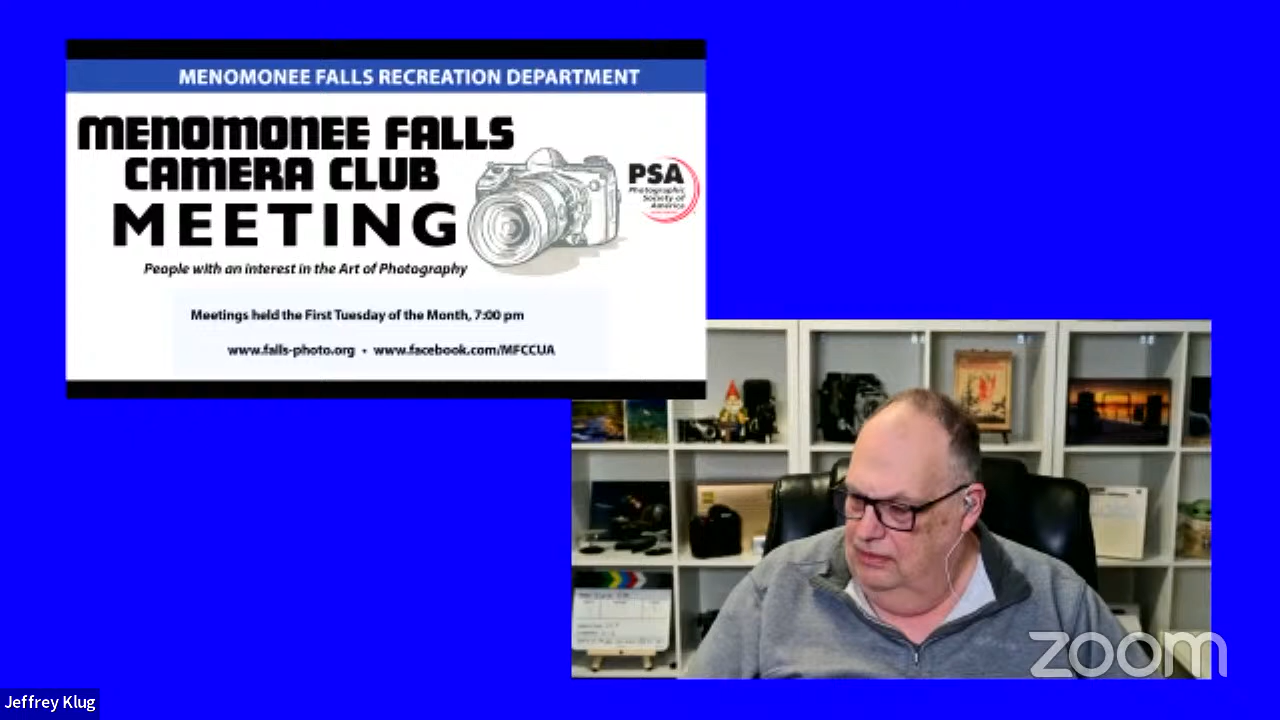 MENOMONEE FALLS RECREATION DEPARTMENT
MENOMONEE FALLS
CAMERA CLUB
MEETING
PSA
Photographic
Society of
America
People with an interest in the Art of Photography
Meetings held the First Tuesday of the Month, 7:00 pm
www.falls-photo.org • www.facebook.com/MFCCUA
zoom
Jeffrey Klug